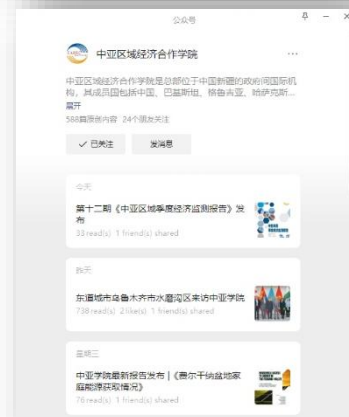 公众号
中亚区域经济合作学院
中亚区域经济合作学院是总部位于中国新疆的政府间国际机
构，其成员国包括中国、巴基斯坦、格鲁吉亚、哈萨克斯...
展开
588篇原创内容 24个朋友关注
已关注 发消息
今天
第十二期《中亚区域季度经济监测报告》发
布
33 read(s) 1 friend(s) shared
昨天
东道城市乌鲁木齐市水磨沟区来访中亚学院
738 read(s) 2 like(s) 1 friend(s) shared
星期三
中亚学院最新报告发布 |《费尔干纳盆地家
庭能源获取情况》
76 read(s) 1 friend(s) shared